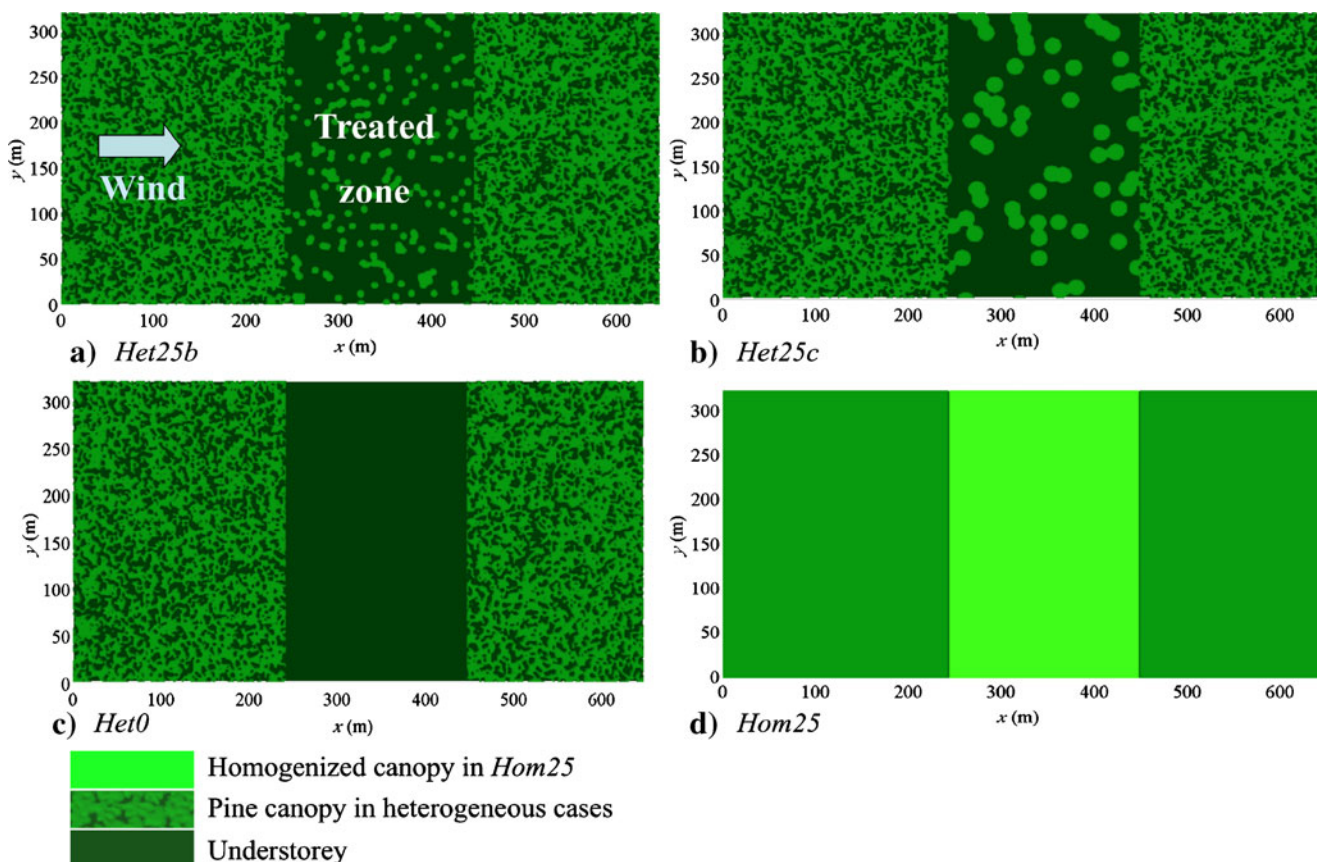 300
250
200
150
100
50
0
y (m)
Treated
zone
Wind
0 100 200 300 400 500 600
x (m)
a) Het25b
300
250
200
150
100
50
0
y (m)
0 100 200 300 400 500 600
x (m)
b) Het25c
300
250
200
150
100
50
0
y (m)
0 100 200 300 400 500 600
x (m)
c) Het0
300
250
200
150
100
50
0
y (m)
0 100 200 300 400 500 600
x (m)
d) Hom25
Homogenized canopy in Hom25
Pine canopy in heterogeneous cases
Understorey